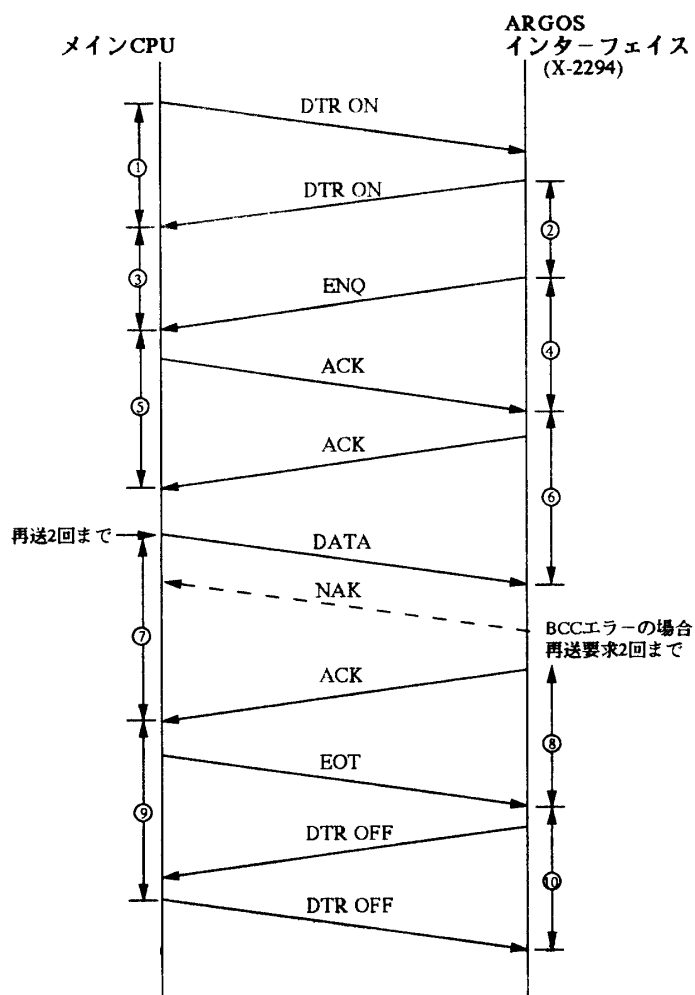 メインCPU
ARGOS
インターフェイス
(X-2294)
DTR ON
①
DTR ON
②
③
ENQ
④
ACK
⑤
ACK
⑥
再送2回まで
DATA
NAK
BCCエラーの場合
再送要求2回まで
⑦
ACK
⑧
EOT
⑨
DTR OFF
⑩
DTR OFF